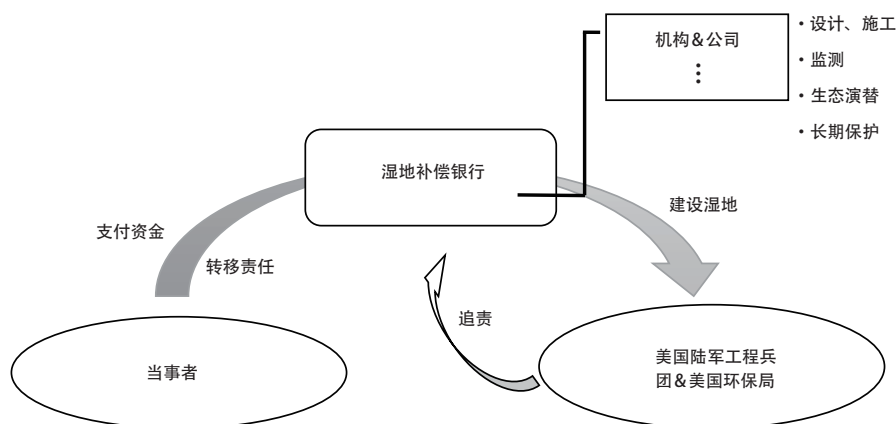 机构&公司
⋮
·设计、施工
·监测
·生态演替
·长期保护
湿地补偿银行
建设湿地
支付资金
转移责任
追责
当事者
美国陆军工程兵
团&美国环保局